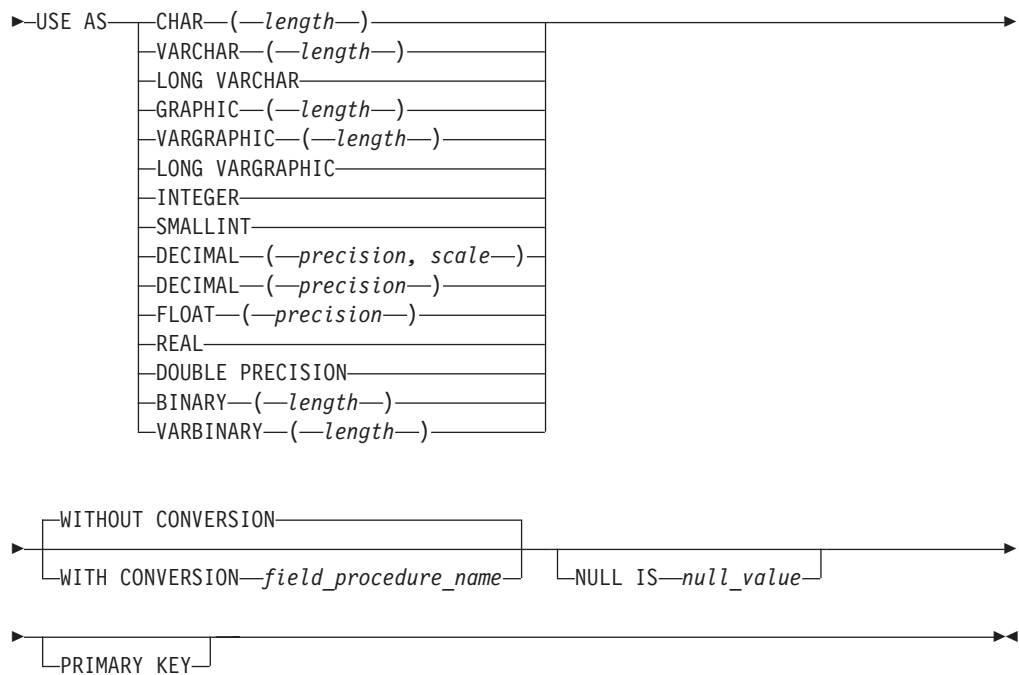 USE AS CHAR ( length )
VARCHAR ( length )
LONG VARCHAR
GRAPHIC ( length )
VARGRAPHIC ( length )
LONG VARGRAPHIC
INTEGER
SMALLINT
DECIMAL ( precision, scale )
DECIMAL ( precision )
FLOAT ( precision )
REAL
DOUBLE PRECISION
BINARY ( length )
VARBINARY ( length )
WITHOUT CONVERSION
WITH CONVERSION field_procedure_name NULL IS null_value
PRIMARY KEY